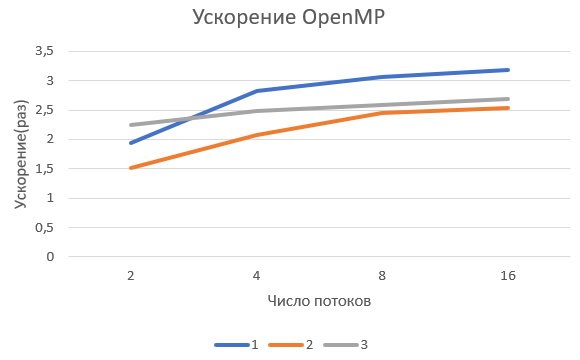 Ускорение OpenMP
Ускорение(раз)
3,5
3
2,5
2
1,5
1
0,5
0
2 4 8 16
Число потоков
1 2 3